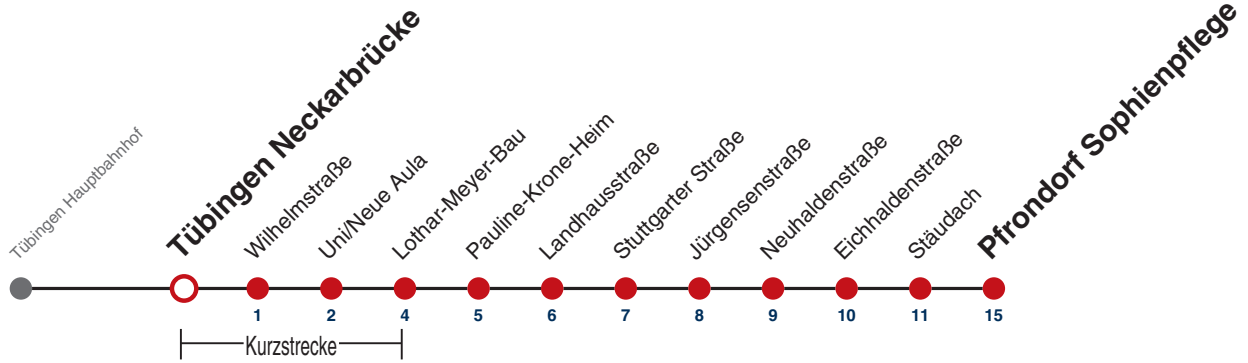 Tübingen Hauptbahnhof
Tübingen Neckarbrücke
Wilhelmstraße
Uni/Neue Aula
Lothar-Meyer-Bau
Pauline-Krone-Heim
Landhausstraße
Stuttgarter Straße
Jürgensenstraße
Neuhaldenstraße
Eichhaldenstraße
Stäudach
Pfrondorf Sophienpflege
1 2 4 5 6 7 8 9 10 11 15
Kurzstrecke